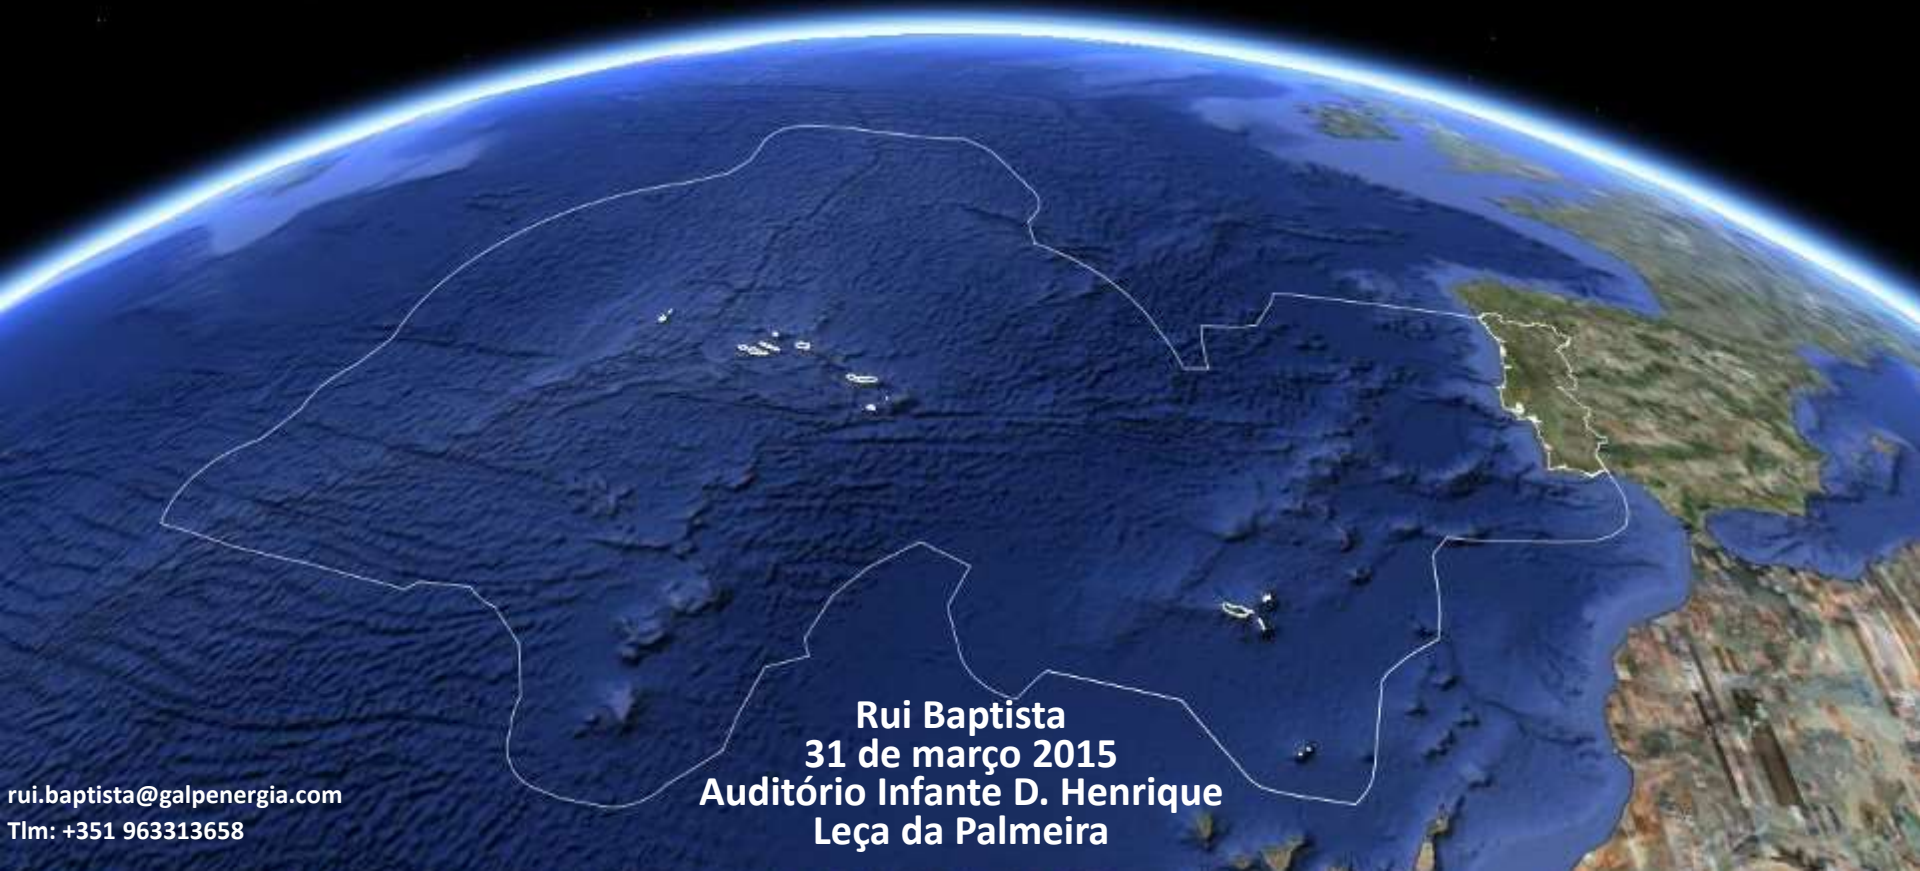 Rui Baptista
31 de março 2015
Auditório Infante D. Henrique
Leça da Palmeira
rui.baptista@galpenergia.com
Tlm: +351 963313658